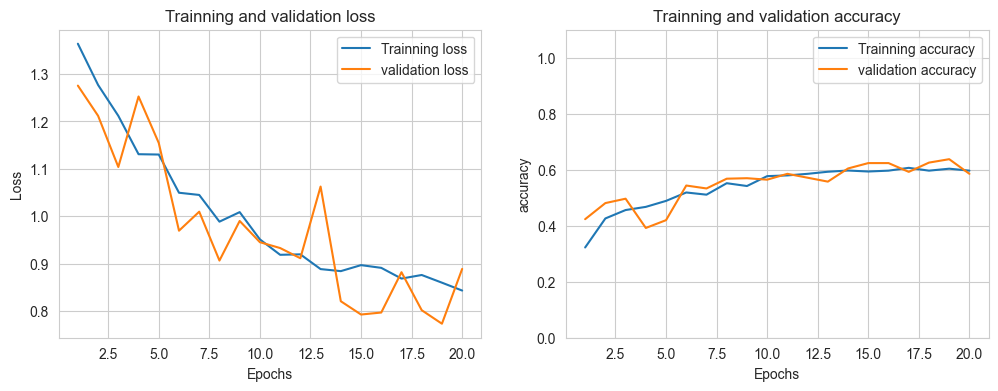 Trainning and validation loss
Trainning loss
validation loss
1.3
1.2
1.1
1.0
0.9
0.8
Loss
2.5 5.0 7.5 10.0 12.5 15.0 17.5 20.0
Epochs
Trainning and validation accuracy
Trainning accuracy
validation accuracy
1.0
0.8
0.6
0.4
0.2
0.0
accuracy
2.5 5.0 7.5 10.0 12.5 15.0 17.5 20.0
Epochs